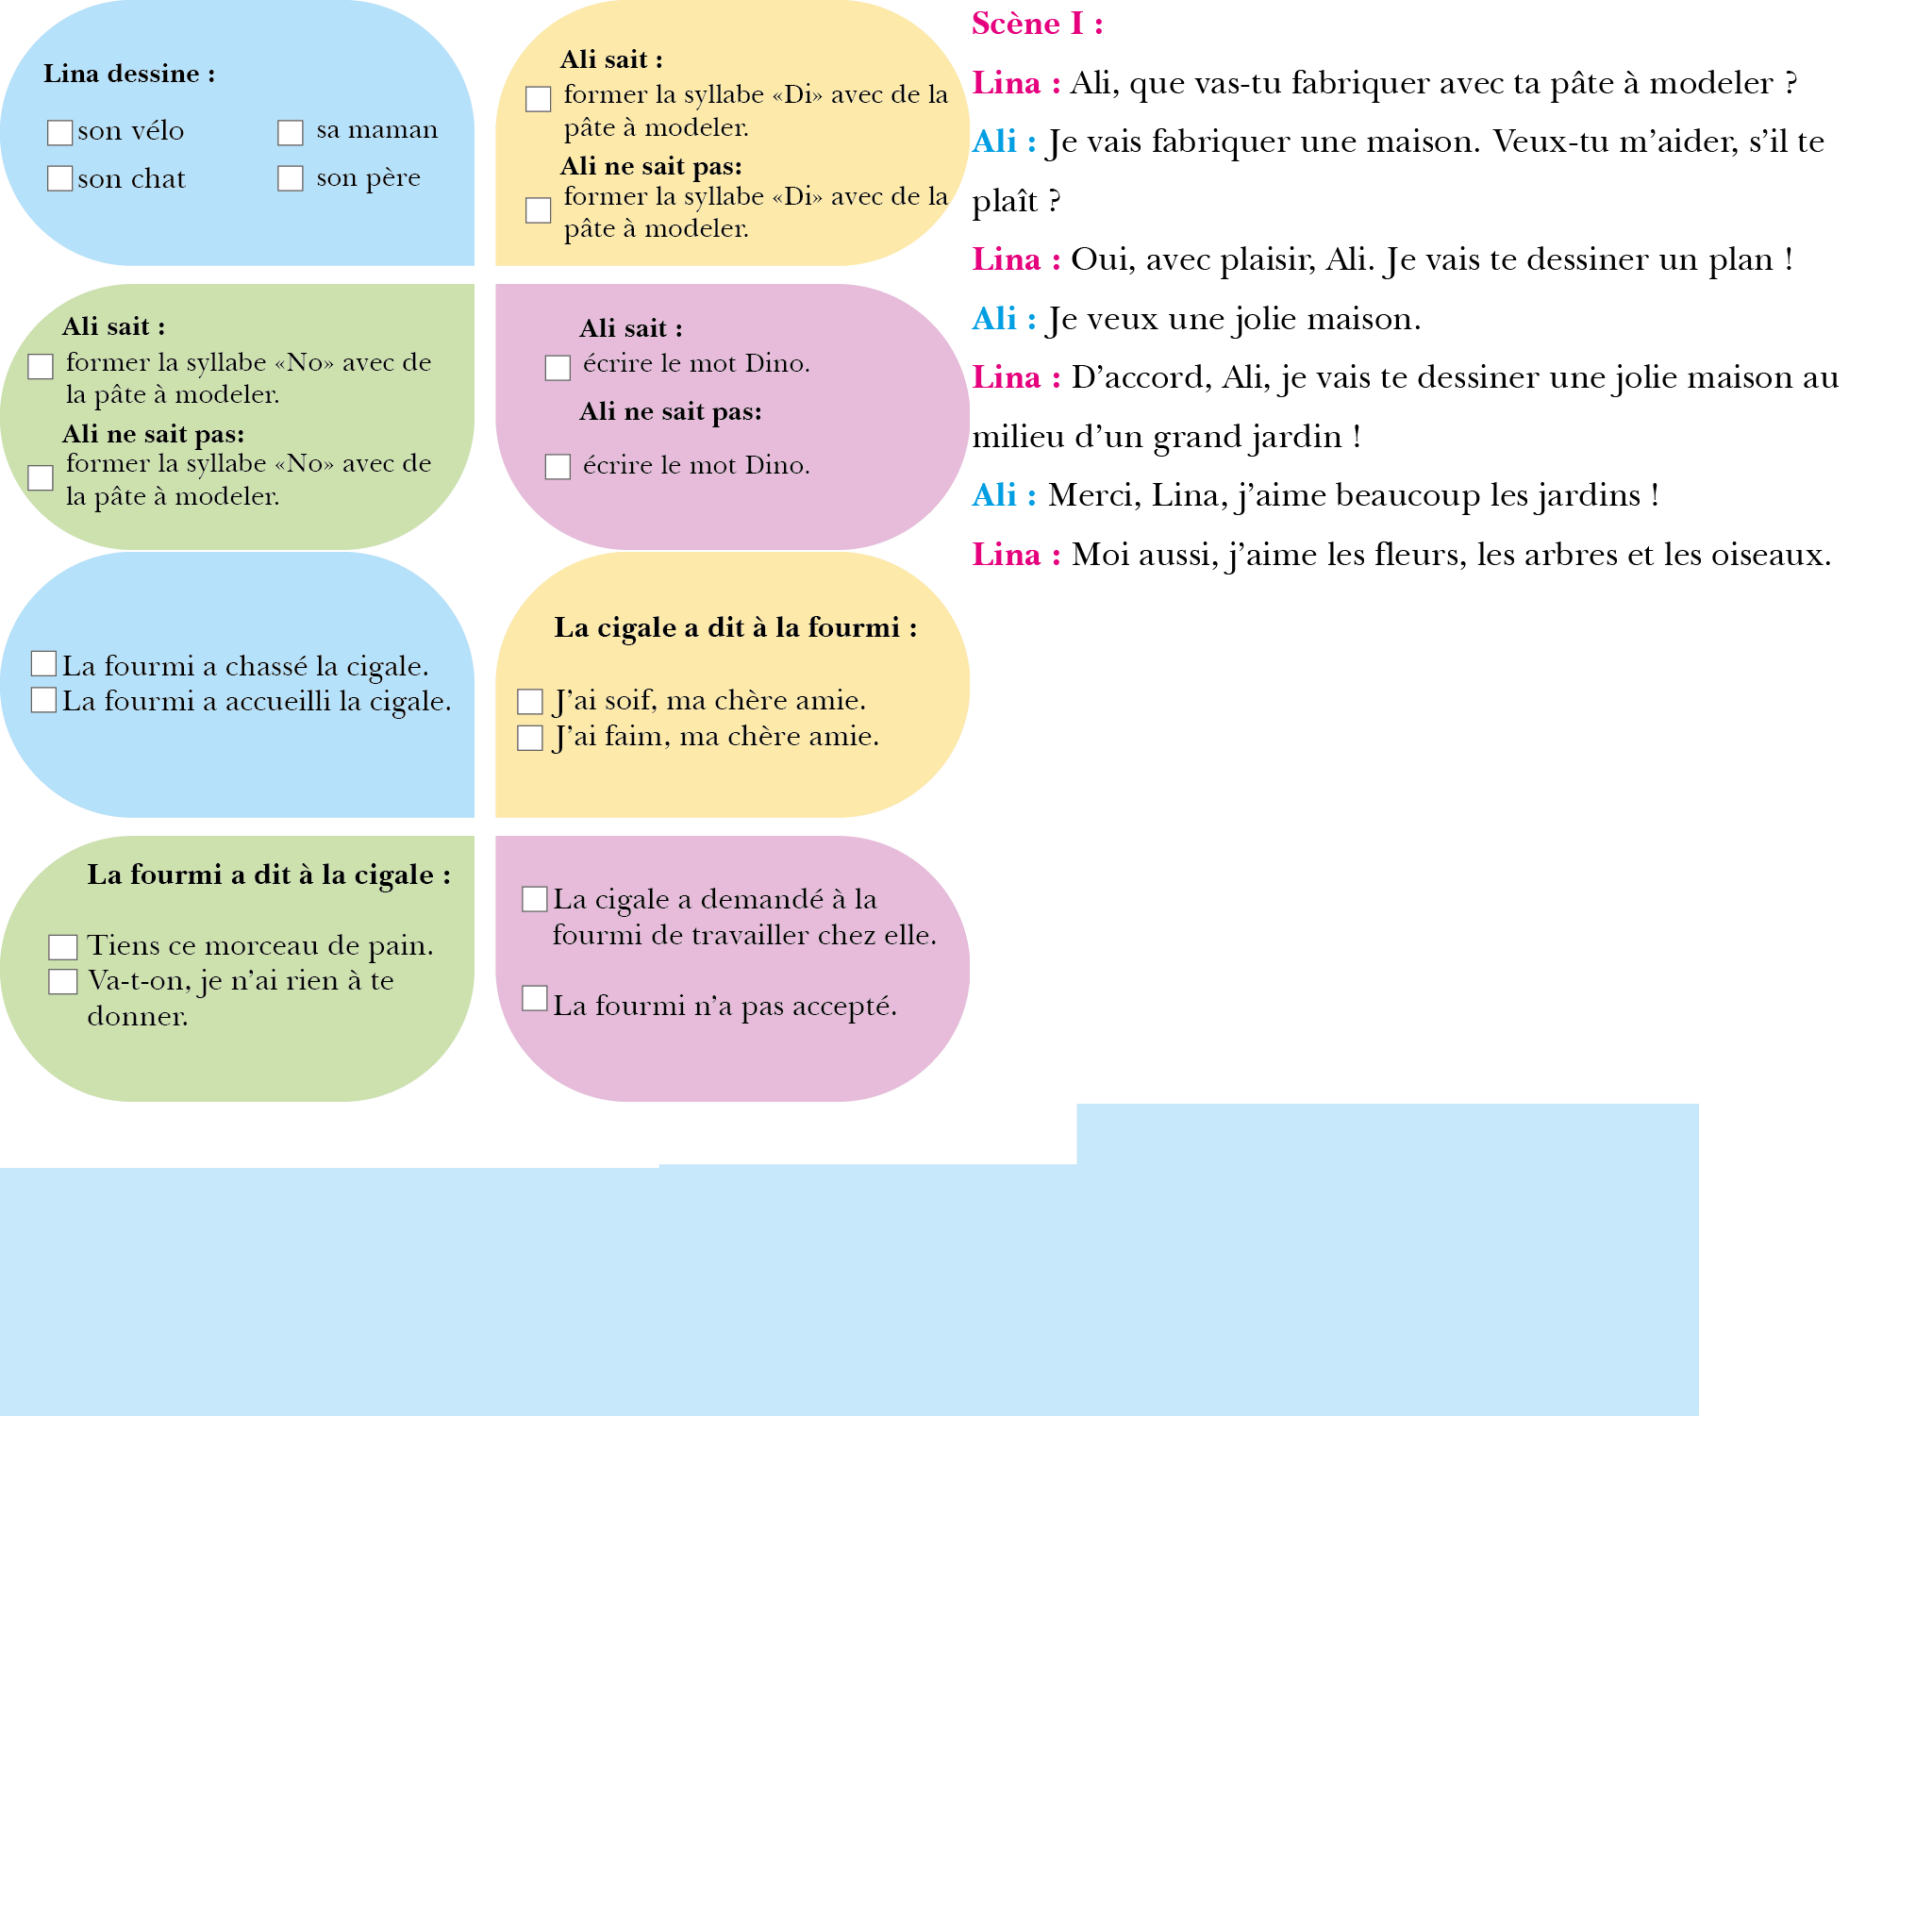 Lina dessine :
son vélo
sa maman
son chat
son père
Ali sait :
former la syllabe «Di» avec de la
pâte à modeler.
Ali ne sait pas:
former la syllabe «Di» avec de la
pâte à modeler.
Ali sait :
former la syllabe «No» avec de
la pâte à modeler.
Ali ne sait pas:
former la syllabe «No» avec de
la pâte à modeler.
Ali sait :
écrire le mot Dino.
Ali ne sait pas:
écrire le mot Dino.
La fourmi a chassé la cigale.
La fourmi a accueilli la cigale.
La cigale a dit à la fourmi :
J’ai soif, ma chère amie.
J’ai faim, ma chère amie.
La fourmi a dit à la cigale :
Tiens ce morceau de pain.
Va-t-on, je n’ai rien à te
donner.
La cigale a demandé à la
fourmi de travailler chez elle.
La fourmi n’a pas accepté.
Scène I :
Lina : Ali, que vas-tu fabriquer avec ta pâte à modeler ?
Ali : Je vais fabriquer une maison. Veux-tu m’aider, s’il te
plaît ?
Lina : Oui, avec plaisir, Ali. Je vais te dessiner un plan !
Ali : Je veux une jolie maison.
Lina : D’accord, Ali, je vais te dessiner une jolie maison au
milieu d’un grand jardin !
Ali : Merci, Lina, j’aime beaucoup les jardins !
Lina : Moi aussi, j’aime les fleurs, les arbres et les oiseaux.